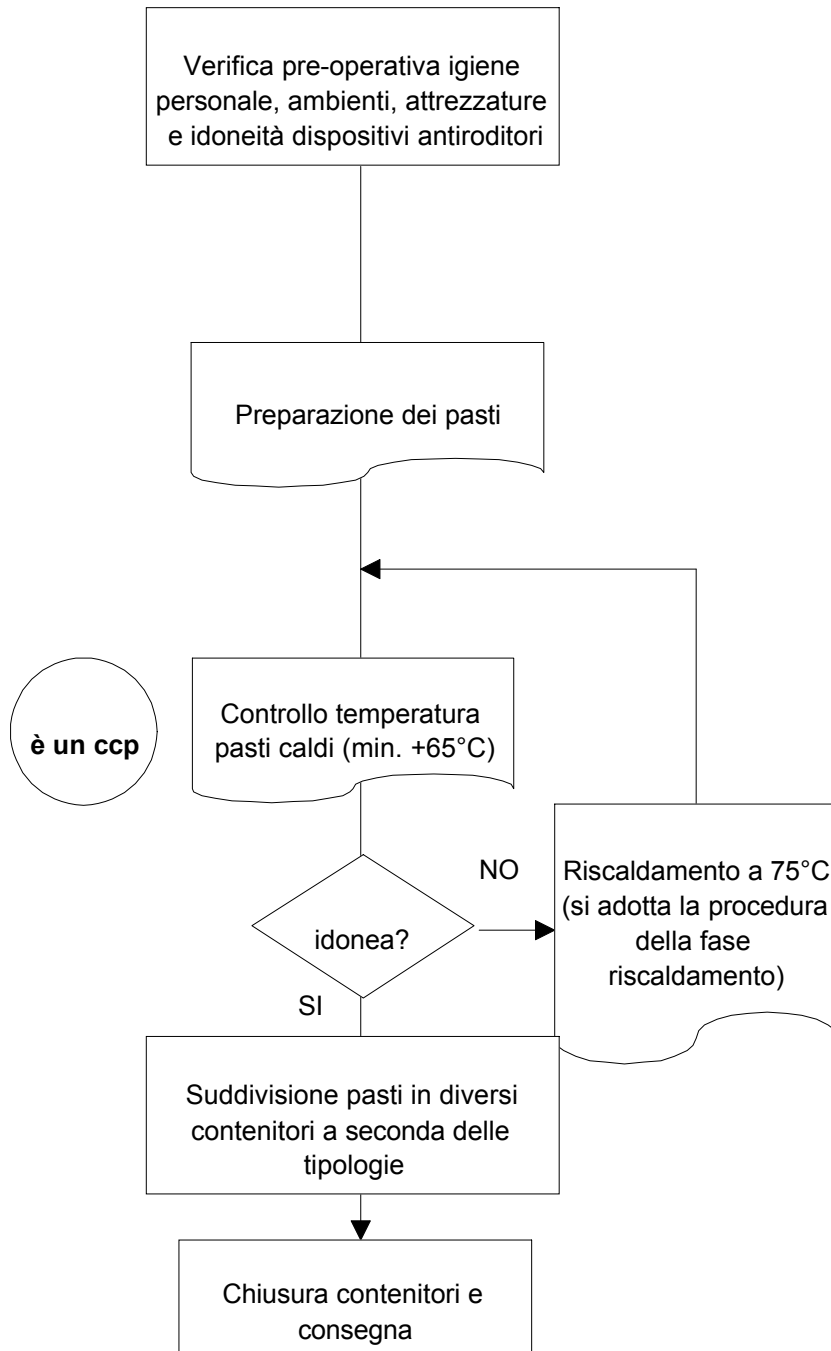 Verifica pre-operativa igiene
personale, ambienti, attrezzature
e idoneità dispositivi antiroditori
Preparazione dei pasti
è un ccp
Controllo temperatura
pasti caldi (min. +65°C)
idonea?
NO
Riscaldamento a 75°C
(si adotta la procedura
della fase
riscaldamento)
SI
Suddivisione pasti in diversi
contenitori a seconda delle
tipologie
Chiusura contenitori e
consegna